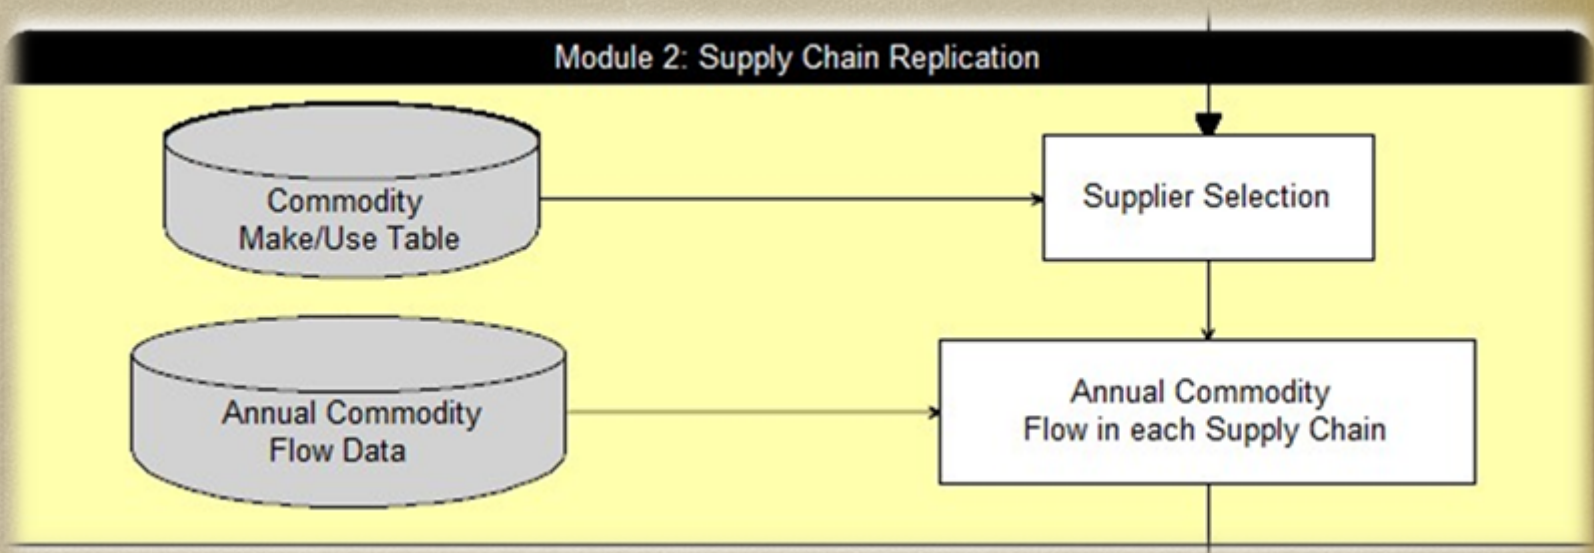 Module 2: Supply Chain Replication
Commodity
Make/Use Table
Supplier Selection
Annual Commodity
Flow Data
Annual Commodity
Flow in each Supply Chain